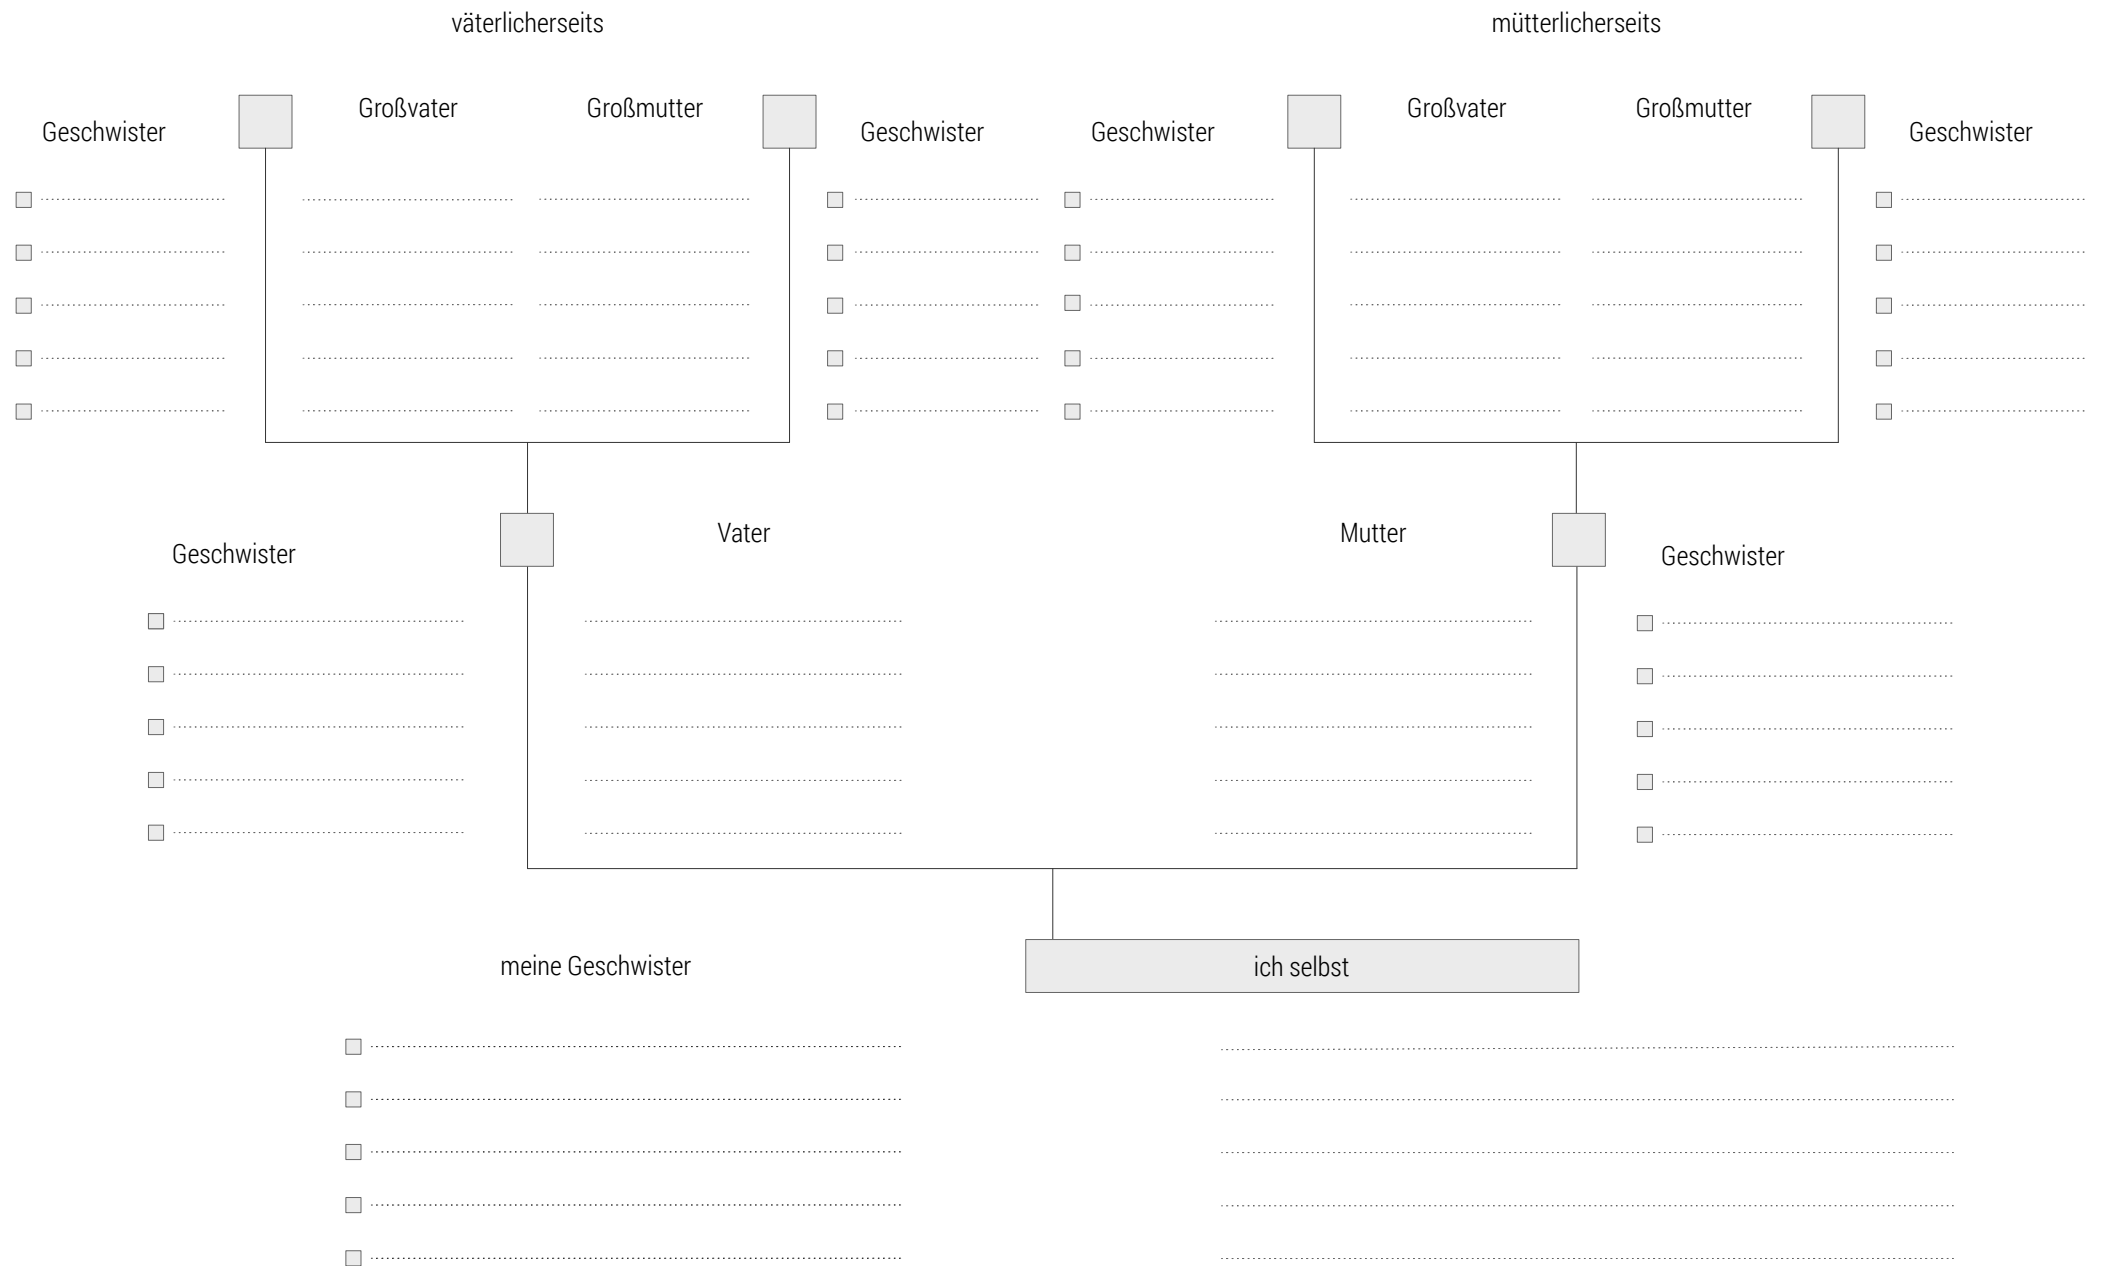 väterlicherseits
mütterlicherseits
Geschwister
Großvater
Großmutter
Geschwister
Geschwister
Großvater
Großmutter
Geschwister
Geschwister
Vater
Mutter
Geschwister
meine Geschwister
ich selbst